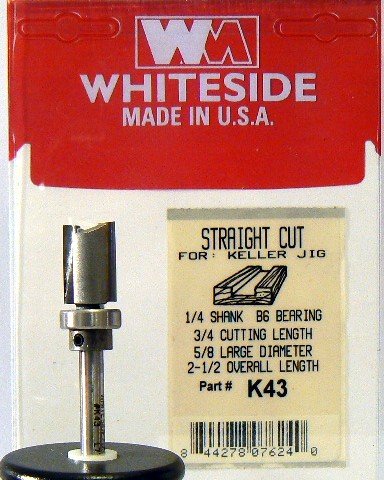 WM
WHITESIDE
MADE IN U.S.A.
STRAIGHT CUT
FOR: KELLER JIG
1/4 SHANK B6 BEARING
3/4 CUTTING LENGTH
5/8 LARGE DIAMETER
2-1/2 OVERALL LENGTH
Part # K43
8 44278 07624 0